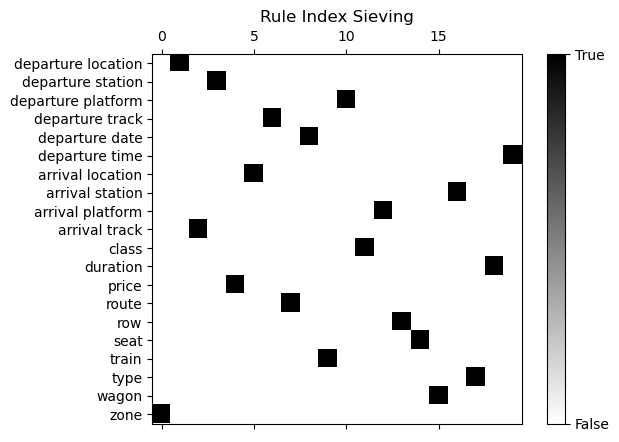 Rule Index Sieving
0 5 10 15
departure location
departure station
departure platform
departure track
departure date
departure time
arrival location
arrival station
arrival platform
arrival track
class
duration
price
route
row
seat
train
type
wagon
zone
True
False